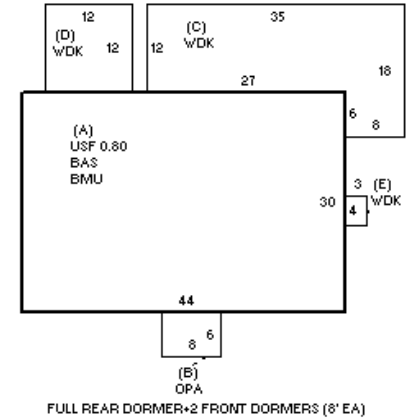 12
(D)
WDK
12
12
(C)
WDK
35
18
27
6
8
(A)
USF 0.80
BAS
BMU
30
3
(E)
WDK
4
44
6
8
(B)
OPA
FULL REAR DORMER+2 FRONT DORMERS (8' EA)